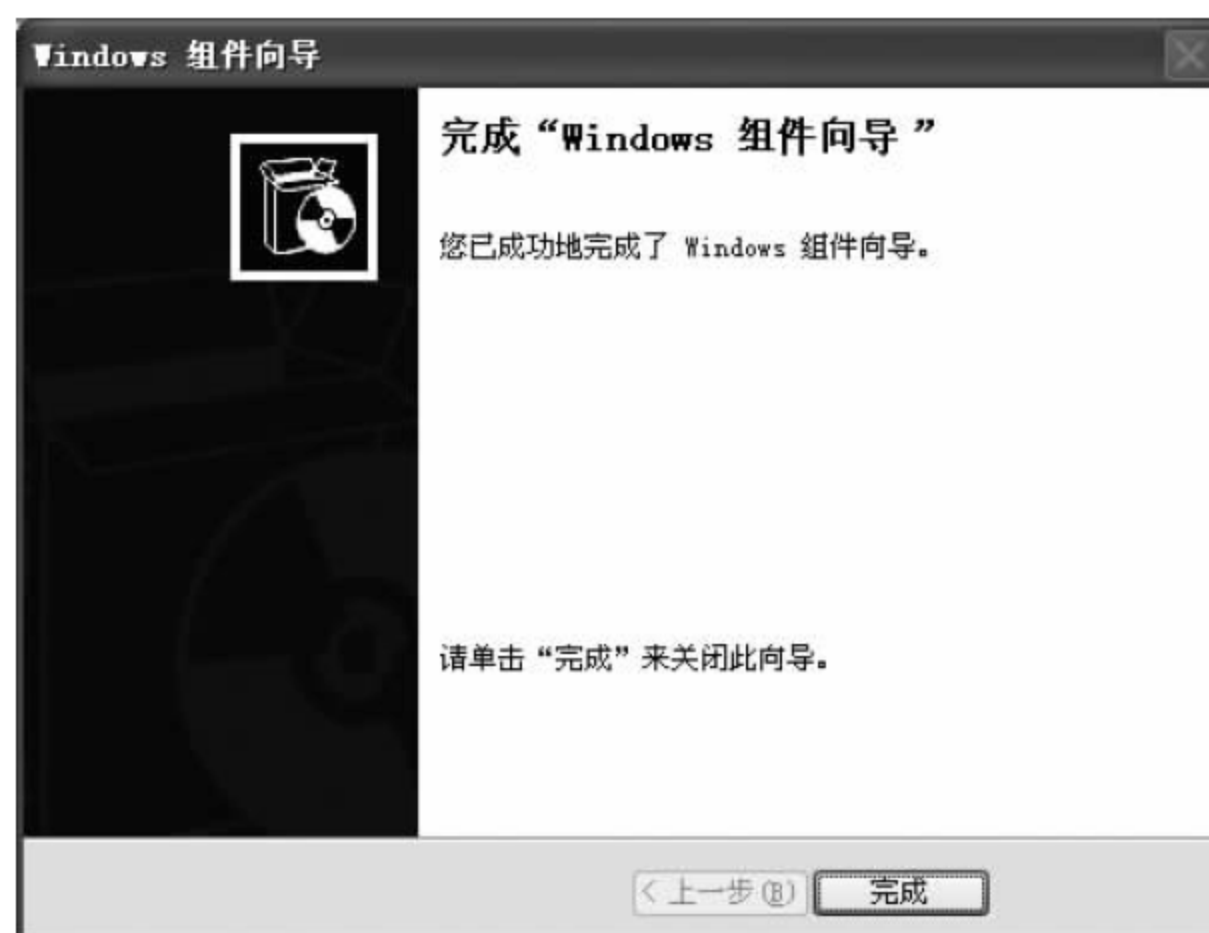 Windows 组件向导
完成“Windows 组件向导”
您已成功地完成了 Windows 组件向导。
请单击“完成”来关闭此向导。
< 上一步(B)
完成